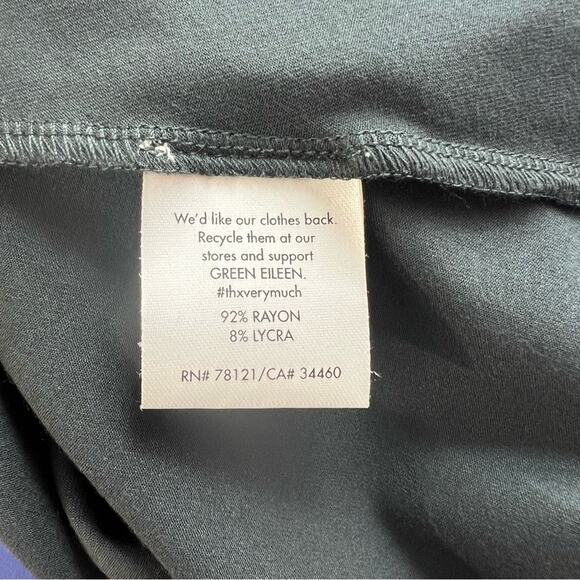 We'd like our clothes back.
Recycle them at our
stores and support
GREEN EILEEN.
#thxverymuch
92% RAYON
8% LYCRA
RN# 78121/CA# 34460